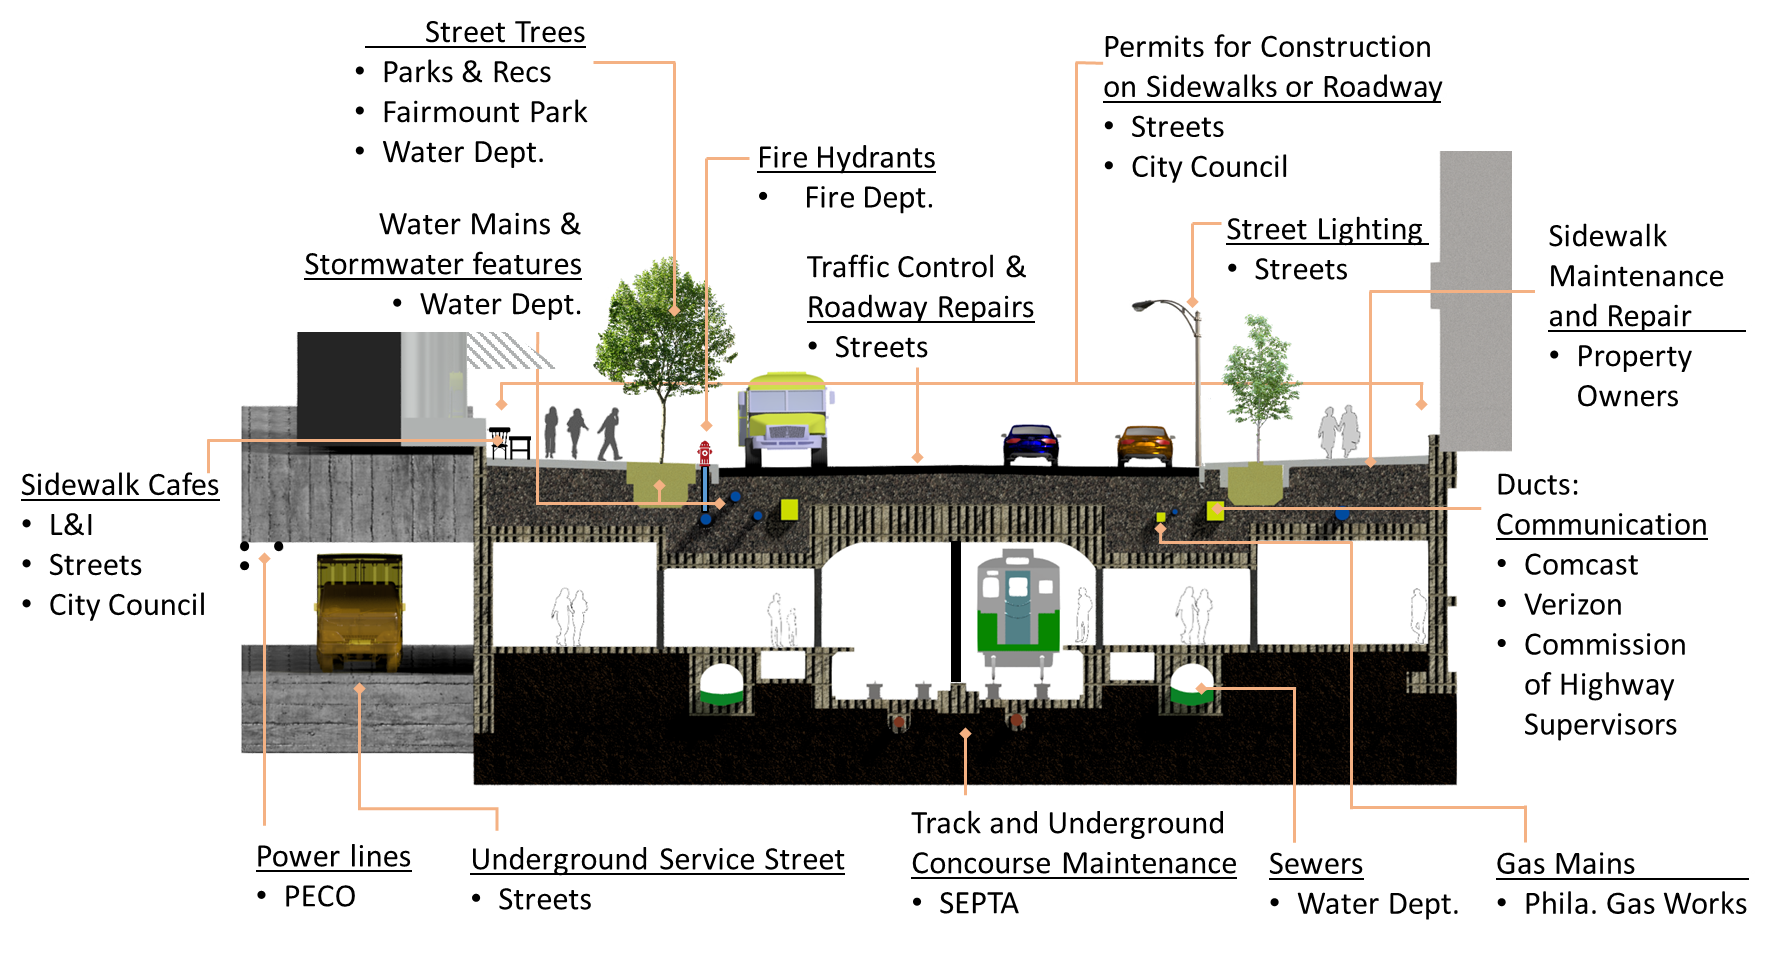 Street Trees
• Parks & Recs
• Fairmount Park
• Water Dept.
Permits for Construction
on Sidewalks or Roadway
• Streets
• City Council
Fire Hydrants
• Fire Dept.
Water Mains &
Stormwater features
• Water Dept.
Traffic Control &
Roadway Repairs
• Streets
Street Lighting
• Streets
Sidewalk
Maintenance
and Repair
• Property
Owners
Sidewalk Cafes
• L&I
• Streets
• City Council
Ducts:
Communication
• Comcast
• Verizon
• Commission
of Highway
Supervisors
Power lines
• PECO
Underground Service Street
• Streets
Track and Underground
Concourse Maintenance
• SEPTA
Sewers
• Water Dept.
Gas Mains
• Phila. Gas Works